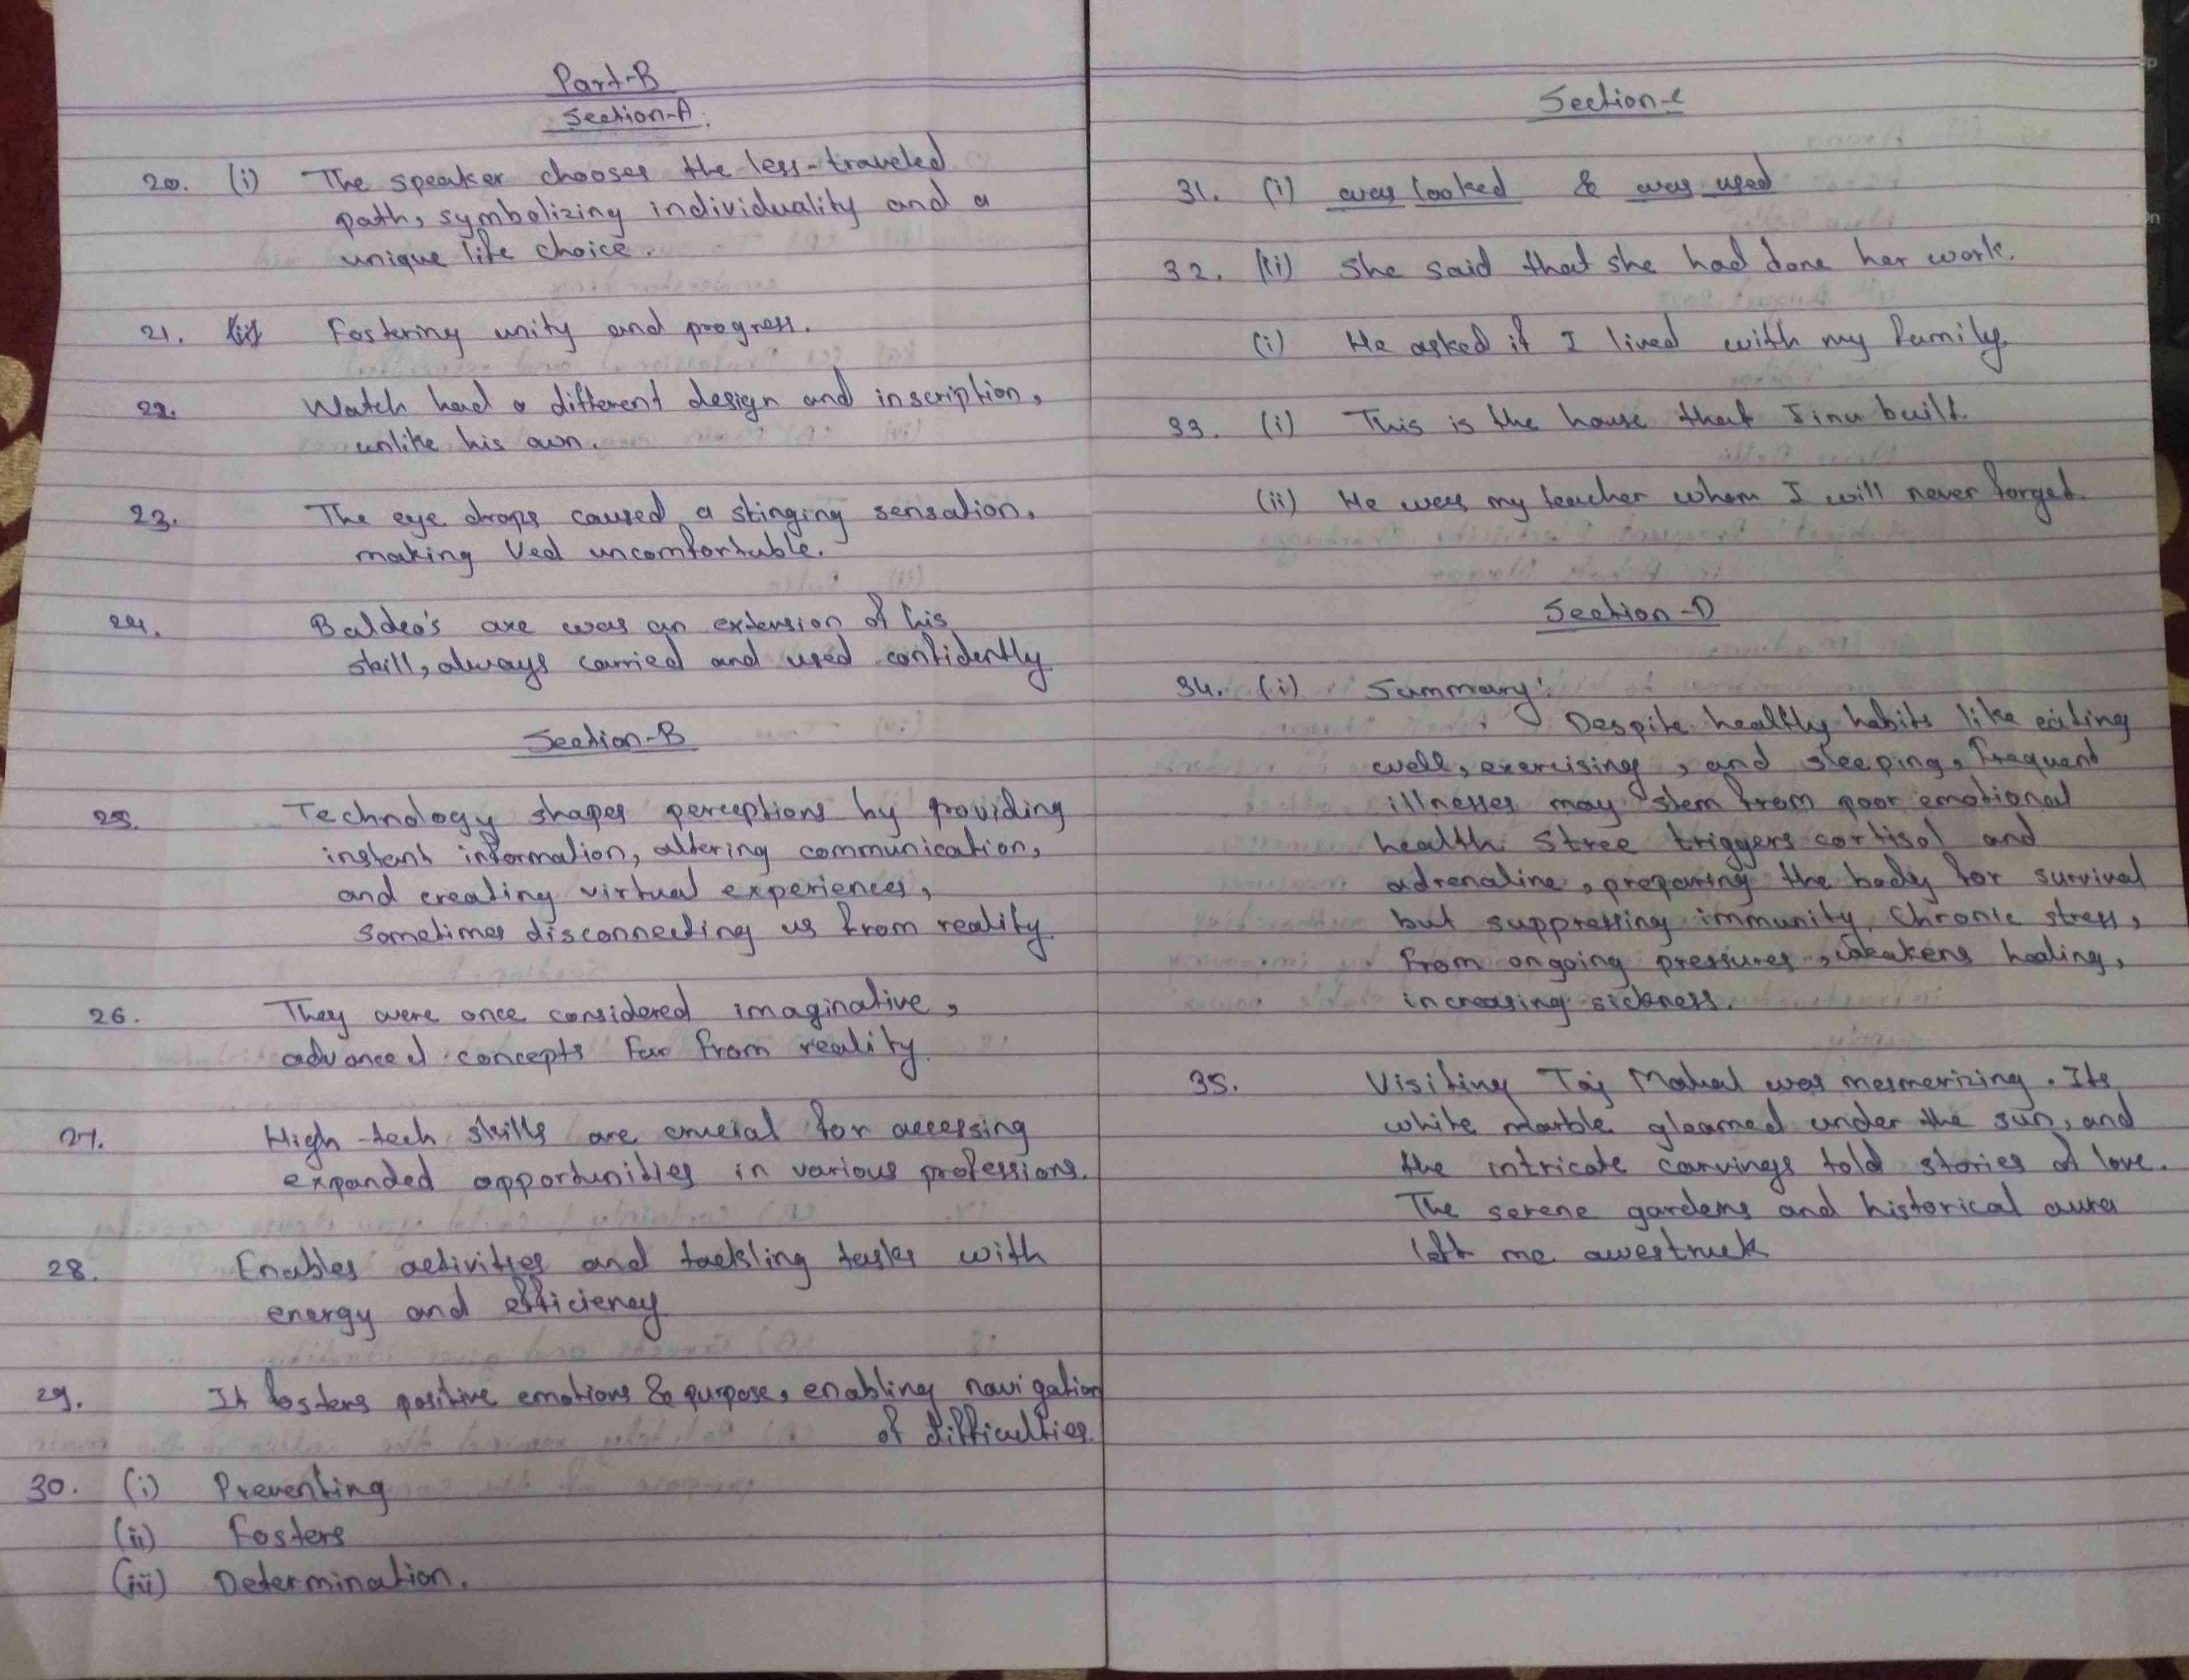 Part-B
Section-A.
20. (i) The speaker chooses the less-traveled
path, symbolizing individuality and a
unique life choice.
21. (ii) Fostering unity and progress.
22. Watch had a different design and inscription,
unlike his own.
23. The eye drops caused a stinging sensation,
making Ved uncomfortable.
24. Baldeo's axe was an extension of his
skill, always carried and used confidently
Section-B
25. Technology shapes perceptions by providing
instant information, altering communication,
and creating virtual experiences,
sometimes disconnecting us from reality
26. They were once considered imaginative,
advanced concepts far from reality.
27. High-tech skills are crucial for accessing
expanded opportunities in various professions.
28. Enables activities and tackling tasks with
energy and efficiency
29. It fosters positive emotions & purpose, enabling navigation
of difficulties.
30. (i) Preventing
(ii) Fosters
(iii) Determination.
Section-C
31. (i) was looked & was used
32. (ii) She said that she had done her work.
(i) He asked if I lived with my family.
33. (i) This is the house that Jinu built
(ii) He was my teacher whom I will never forget.
Section-D
34. (i) Summary:
Despite healthy habits like eating
well, exercising, and sleeping, frequent
illnesses may stem from poor emotional
health. Stree triggers cortisol and
adrenaline, preparing the body for survival
but suppressing immunity. Chronic stress,
from ongoing pressures, weakens healing,
increasing sickness.
35. Visiting Taj Mahal was mesmerizing. Its
white marble gleamed under the sun, and
the intricate carvings told stories of love.
The serene gardens and historical aura
left me awestruck